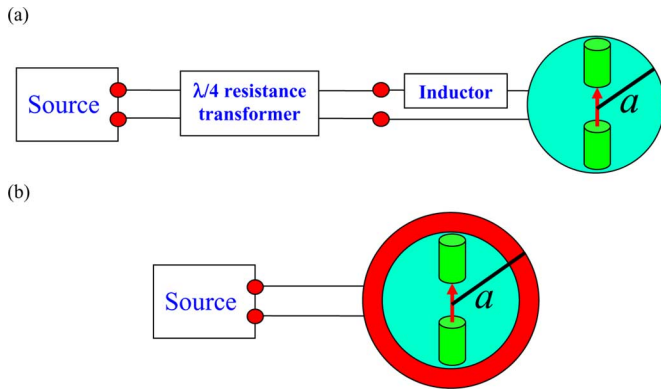 (a)
Source
λ/4 resistance
transformer
Inductor
a
(b)
Source
a